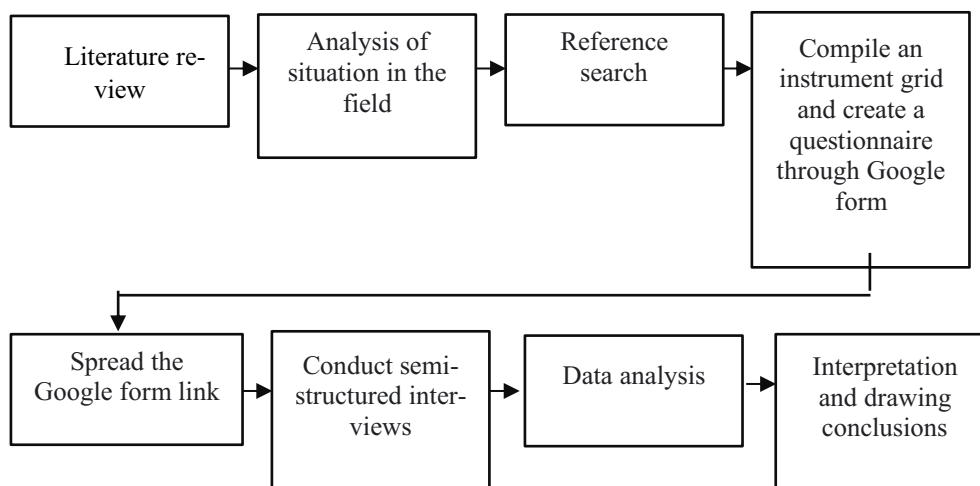 Literature re-
view
Analysis of
situation in the
field
Reference
search
Compile an
instrument grid
and create a
questionnaire
through Google
form
Spread the
Google form link
Conduct semi-
structured inter-
views
Data analysis
Interpretation
and drawing
conclusions